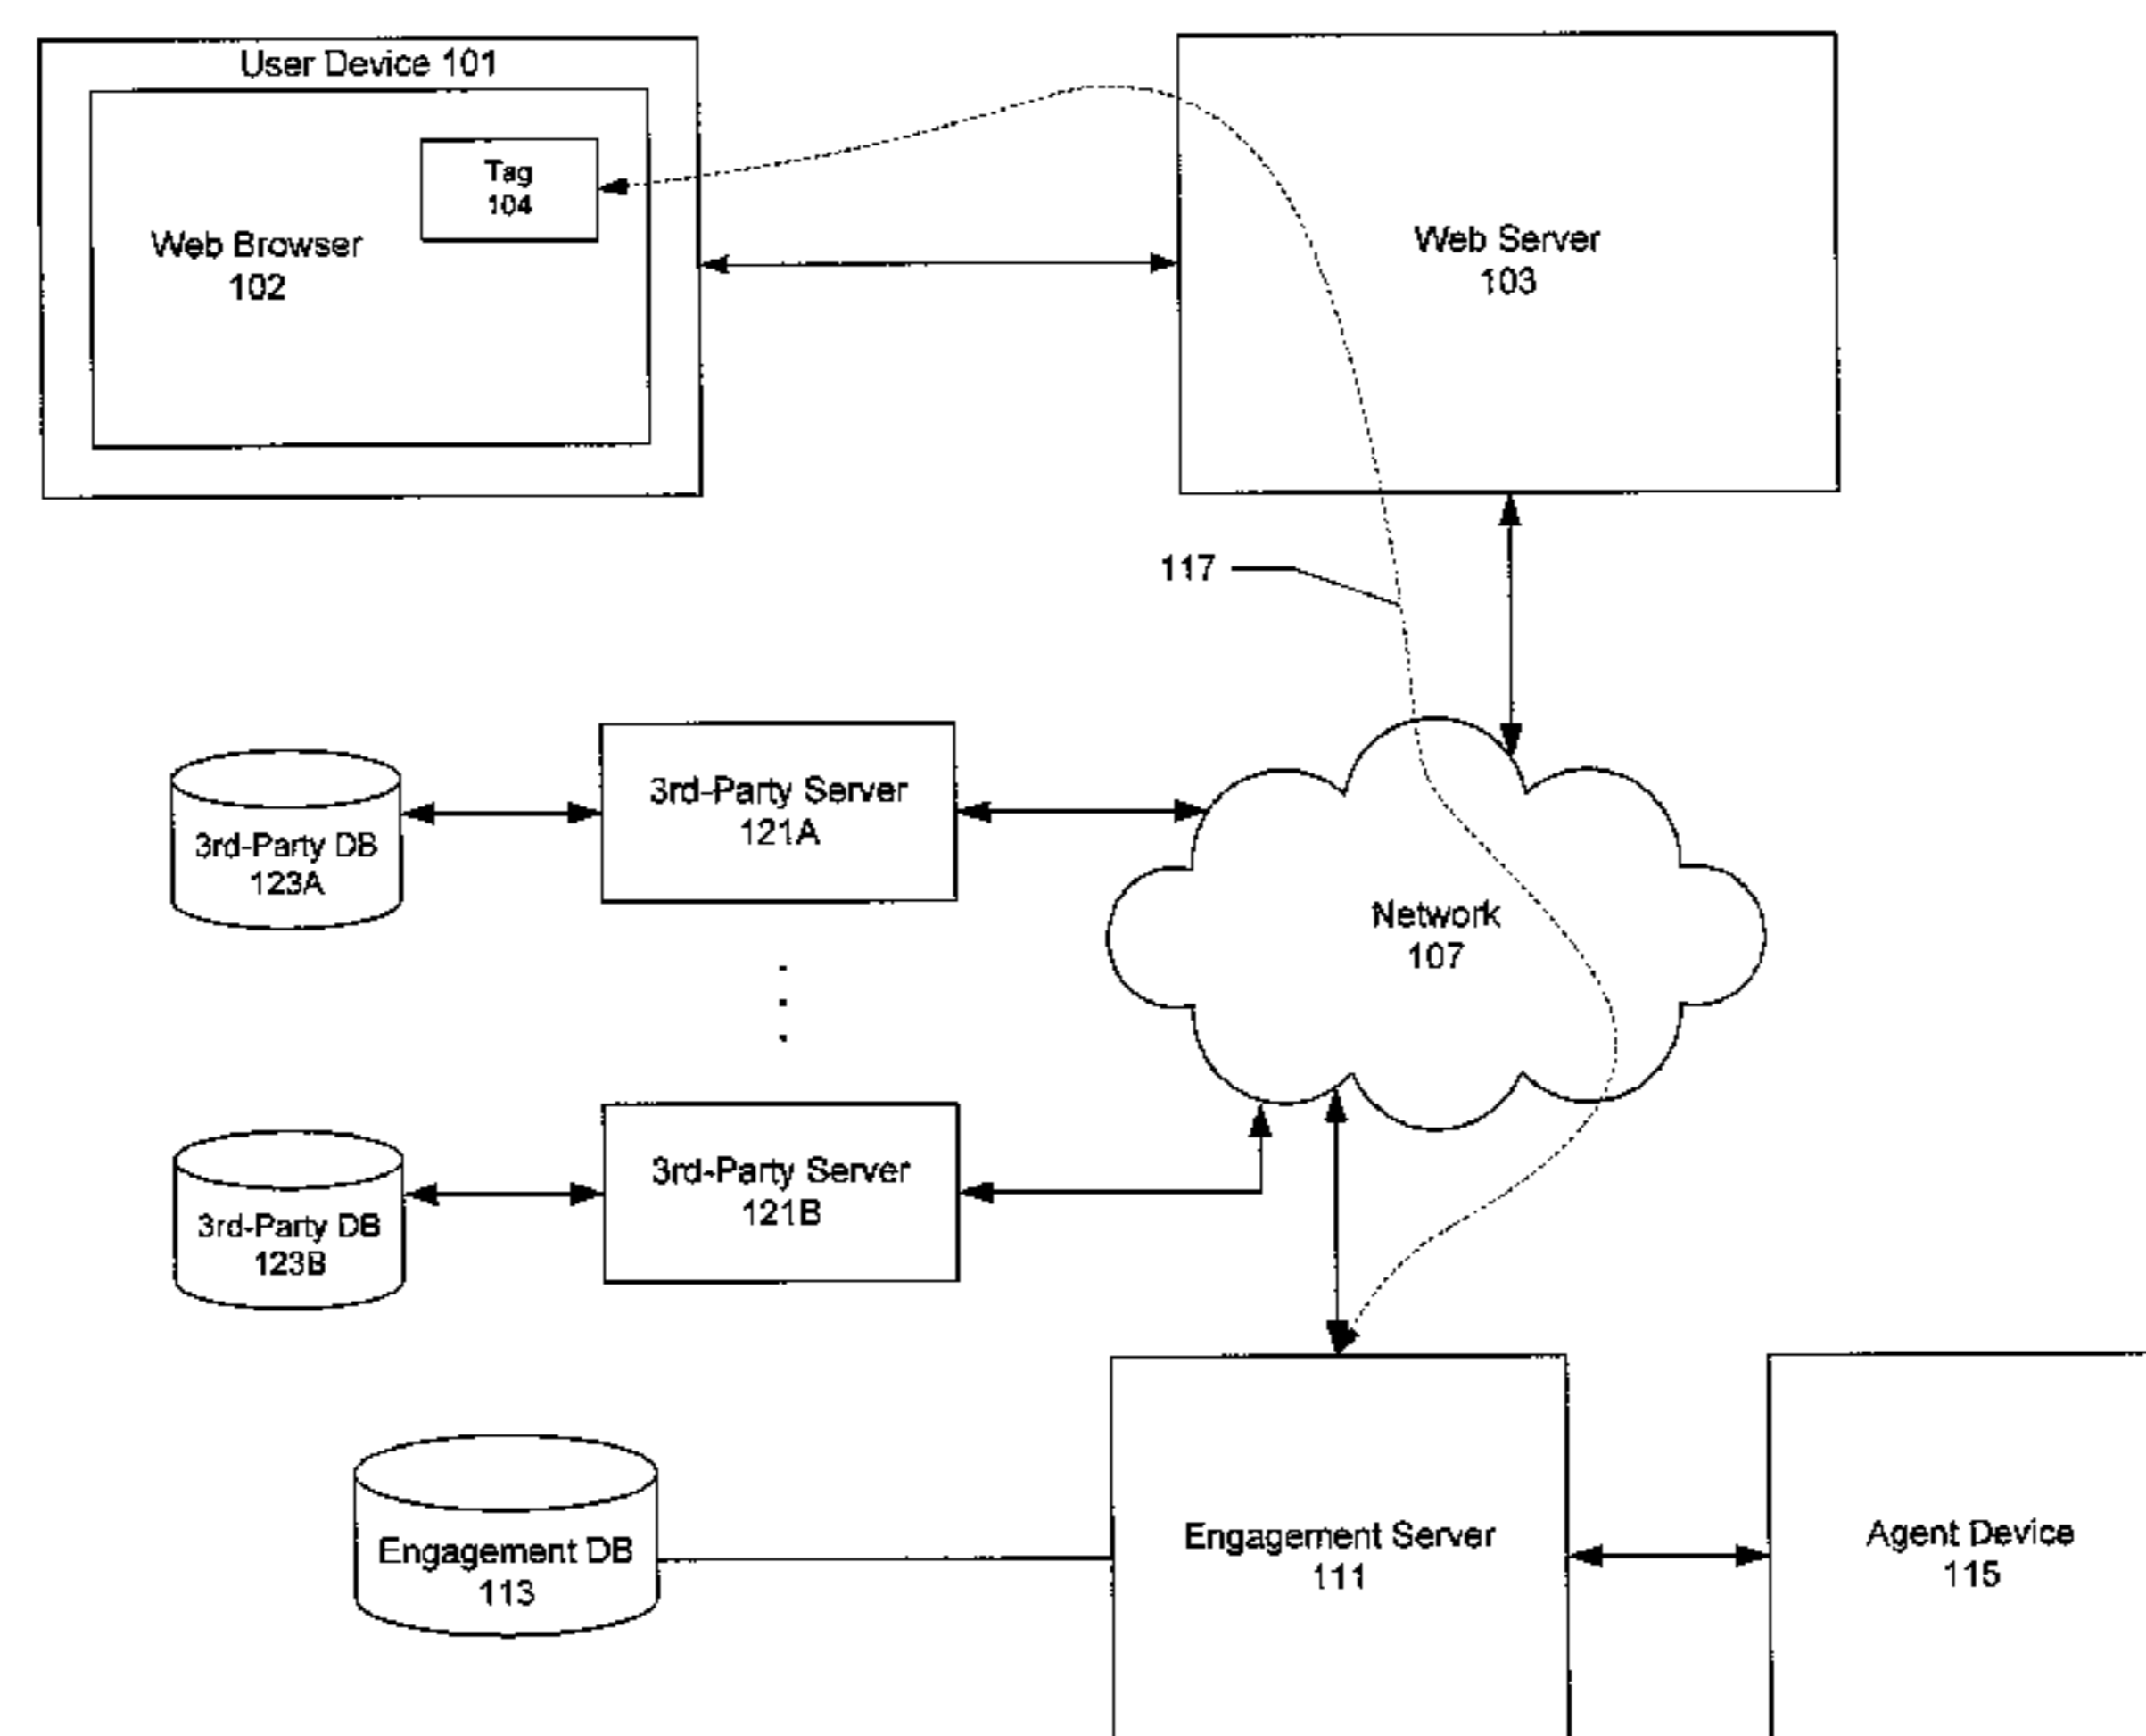 User Device 101
Tag
104
Web Browser
102
Web Server
103
117
3rd-Party Server
121A
3rd-Party DB
123A
Network
107
3rd-Party Server
121B
3rd-Party DB
123B
Engagement DB
113
Engagement Server
111
Agent Device
115